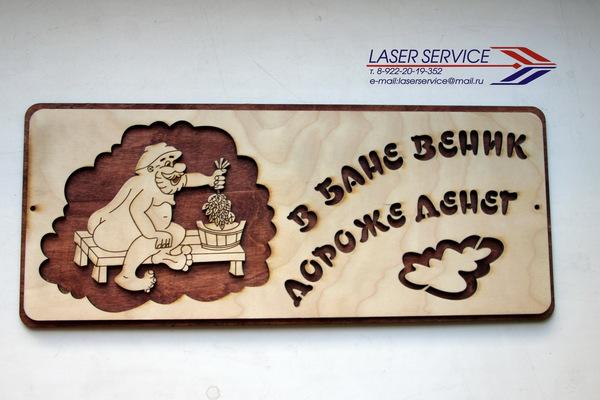 LASER SERVICE
т. 8-922-20-19-352
e-mail:laserservice@mail.ru
В БАНЕ ВЕНИК
ДОРОЖЕ ДЕНЕГ